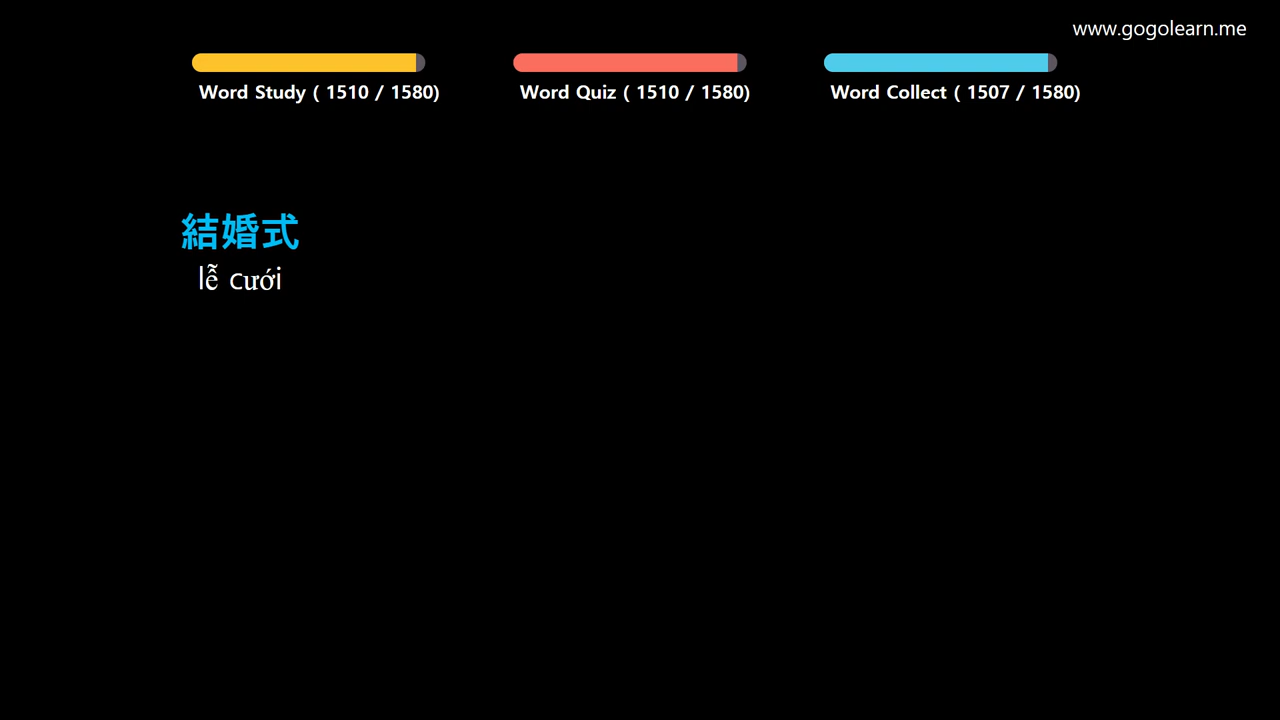 www.gogolearn.me
Word Study ( 1510 / 1580)
Word Quiz ( 1510 / 1580)
Word Collect ( 1507 / 1580)
結婚式
lễ cưới